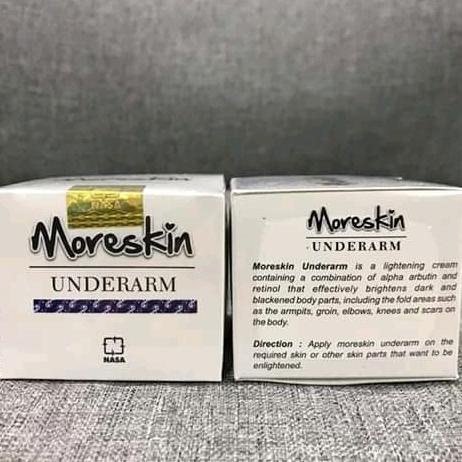 NASA
Moreskin
UNDERARM
NASA
Moreskin
UNDERARM
Moreskin Underarm is a lightening cream
containing a combination of alpha arbutin and
retinol that effectively brightens dark and
blackened body parts, including the fold areas such
as the armpits, groin, elbows, knees and scars on
the body.
Direction : Apply moreskin underarm on the
required skin or other skin parts that want to be
enlightened.